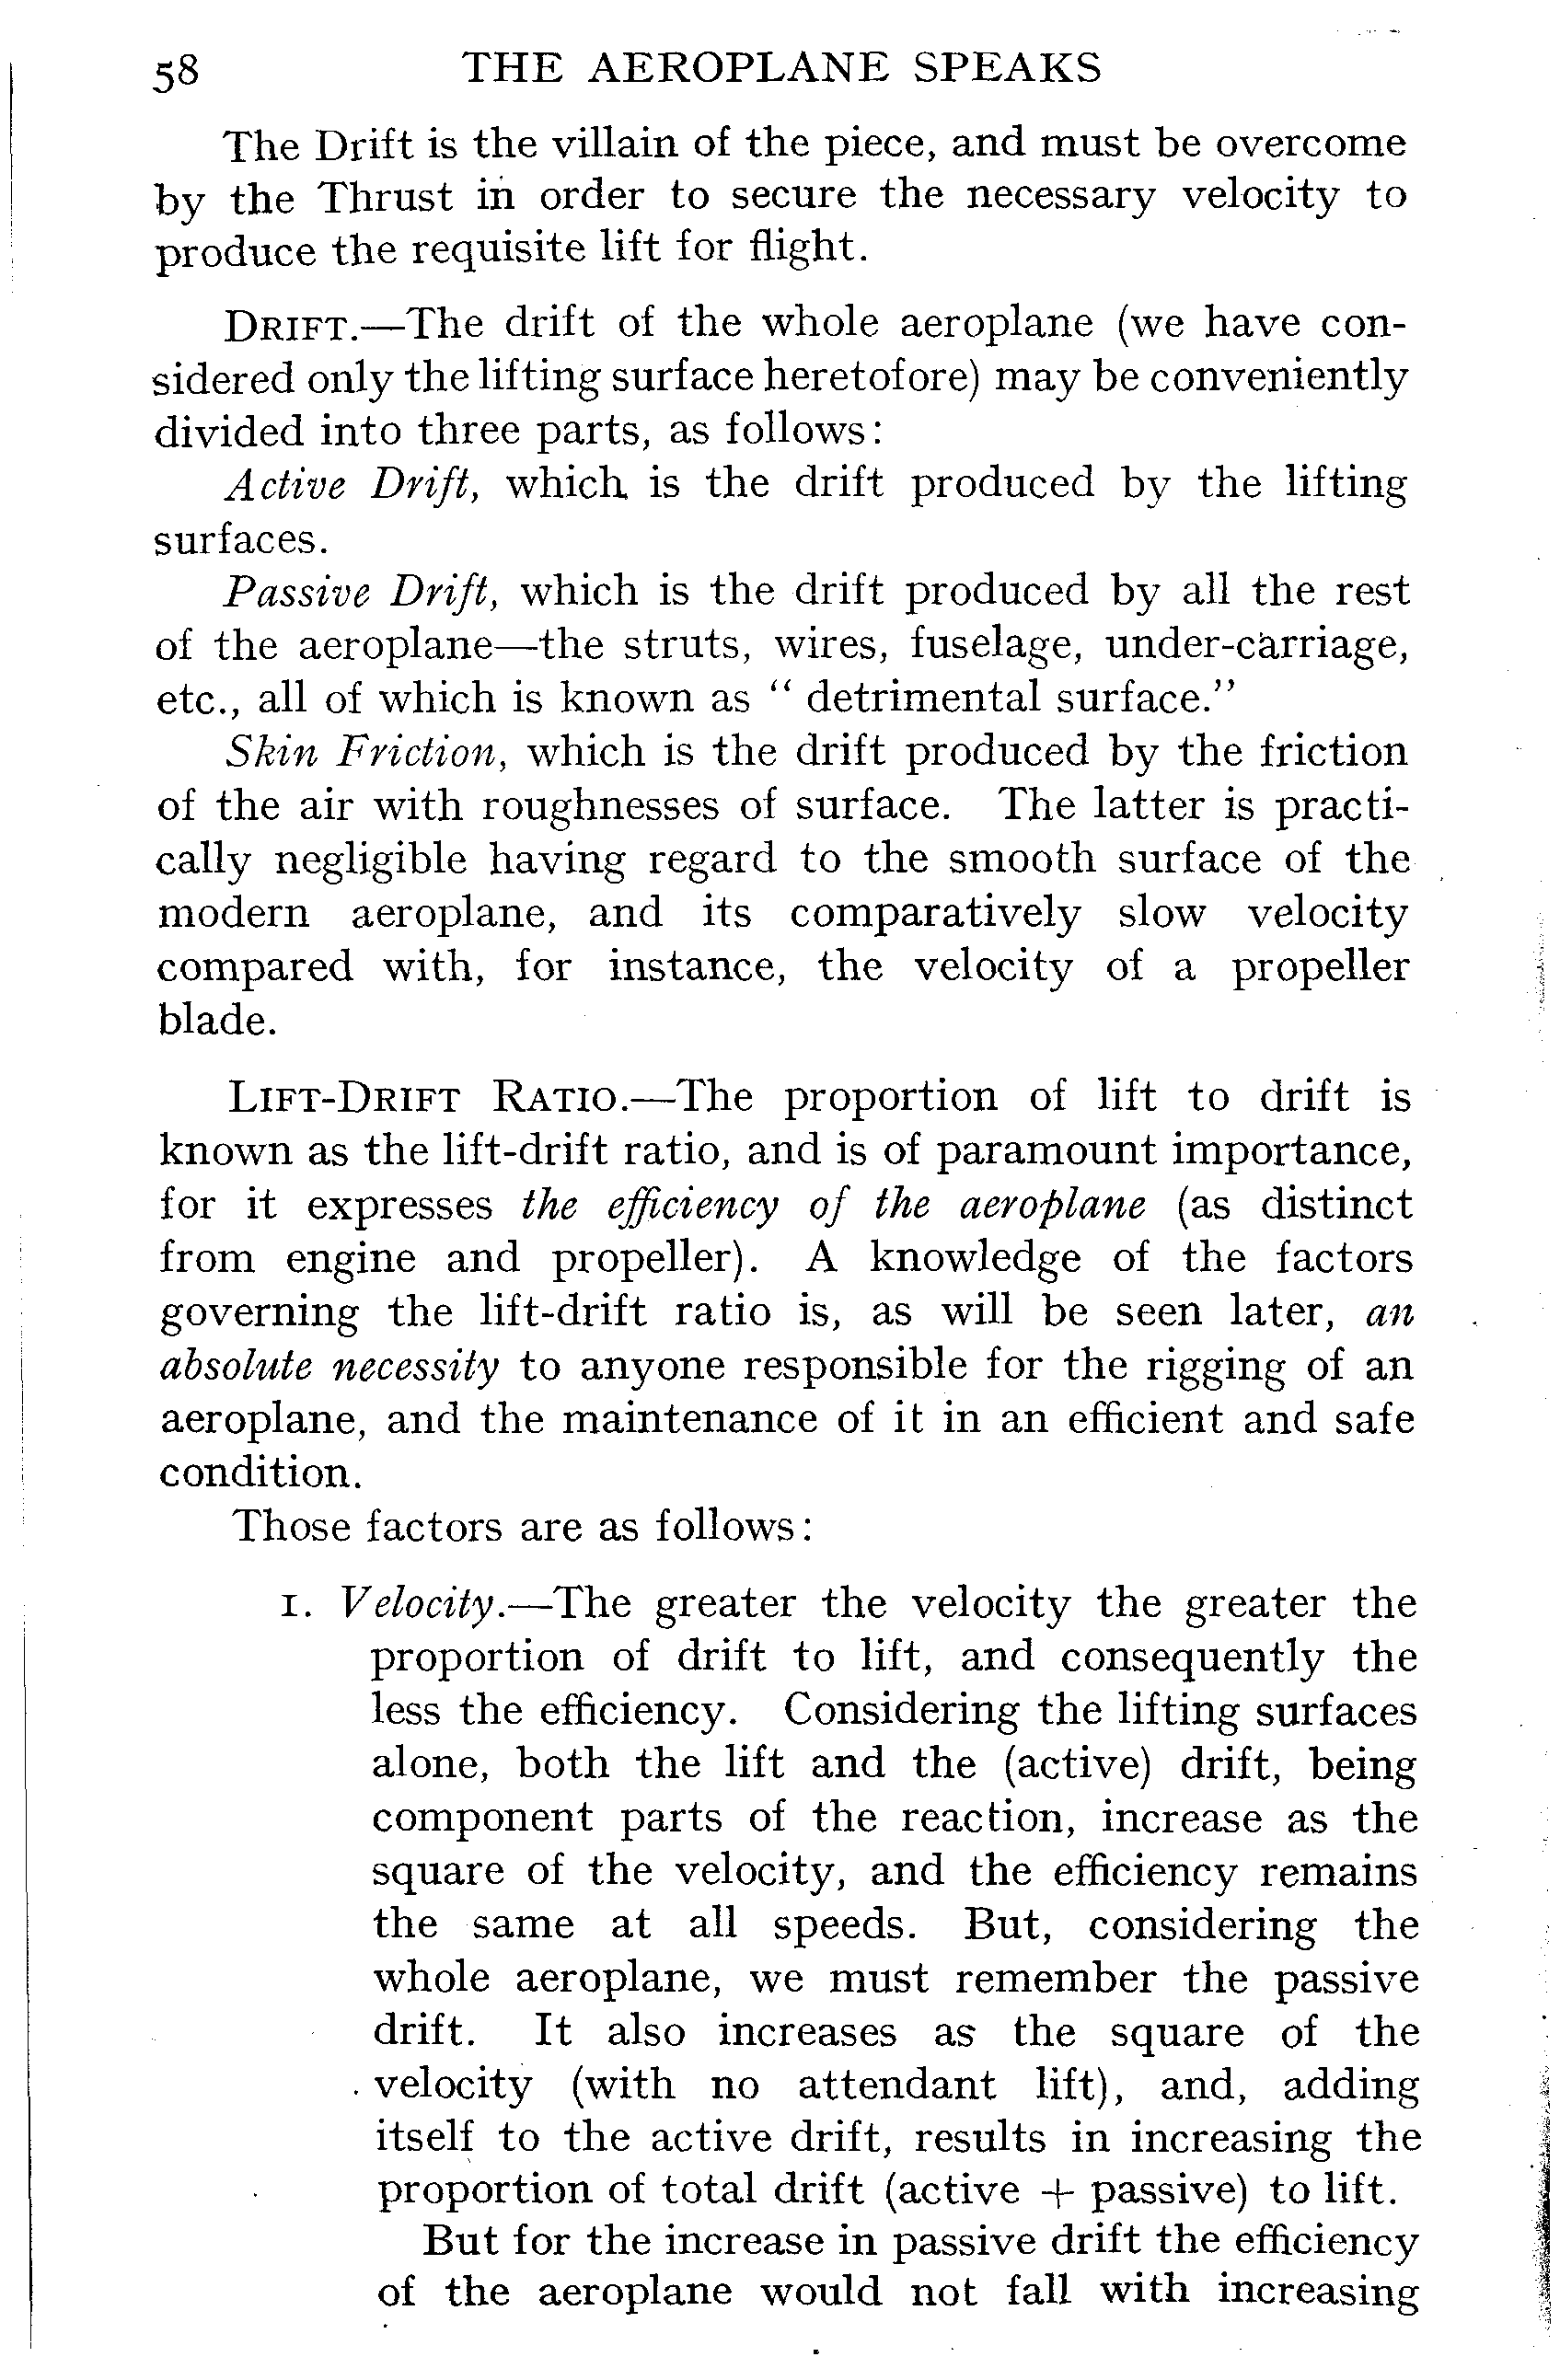 58 THE AEROPLANE SPEAKS
The Drift is the villain of the piece, and must be overcome
by the Thrust in order to secure the necessary velocity to
produce the requisite lift for flight.
DRIFT.—The drift of the whole aeroplane (we have con-
sidered only the lifting surface heretofore) may be conveniently
divided into three parts, as follows:
Active Drift, which is the drift produced by the lifting
surfaces.
Passive Drift, which is the drift produced by all the rest
of the aeroplane—the struts, wires, fuselage, under-carriage,
etc., all of which is known as “ detrimental surface.”
Skin Friction, which is the drift produced by the friction
of the air with roughnesses of surface. The latter is practi-
cally negligible having regard to the smooth surface of the
modern aeroplane, and its comparatively slow velocity
compared with, for instance, the velocity of a propeller
blade.
LIFT-DRIFT RATIO.—The proportion of lift to drift is
known as the lift-drift ratio, and is of paramount importance,
for it expresses the efficiency of the aeroplane (as distinct
from engine and propeller). A knowledge of the factors
governing the lift-drift ratio is, as will be seen later, an
absolute necessity to anyone responsible for the rigging of an
aeroplane, and the maintenance of it in an efficient and safe
condition.
Those factors are as follows:
1. Velocity.—The greater the velocity the greater the
proportion of drift to lift, and consequently the
less the efficiency. Considering the lifting surfaces
alone, both the lift and the (active) drift, being
component parts of the reaction, increase as the
square of the velocity, and the efficiency remains
the same at all speeds. But, considering the
whole aeroplane, we must remember the passive
drift. It also increases as the square of the
velocity (with no attendant lift), and, adding
itself to the active drift, results in increasing the
proportion of total drift (active + passive) to lift.
But for the increase in passive drift the efficiency
of the aeroplane would not fall with increasing